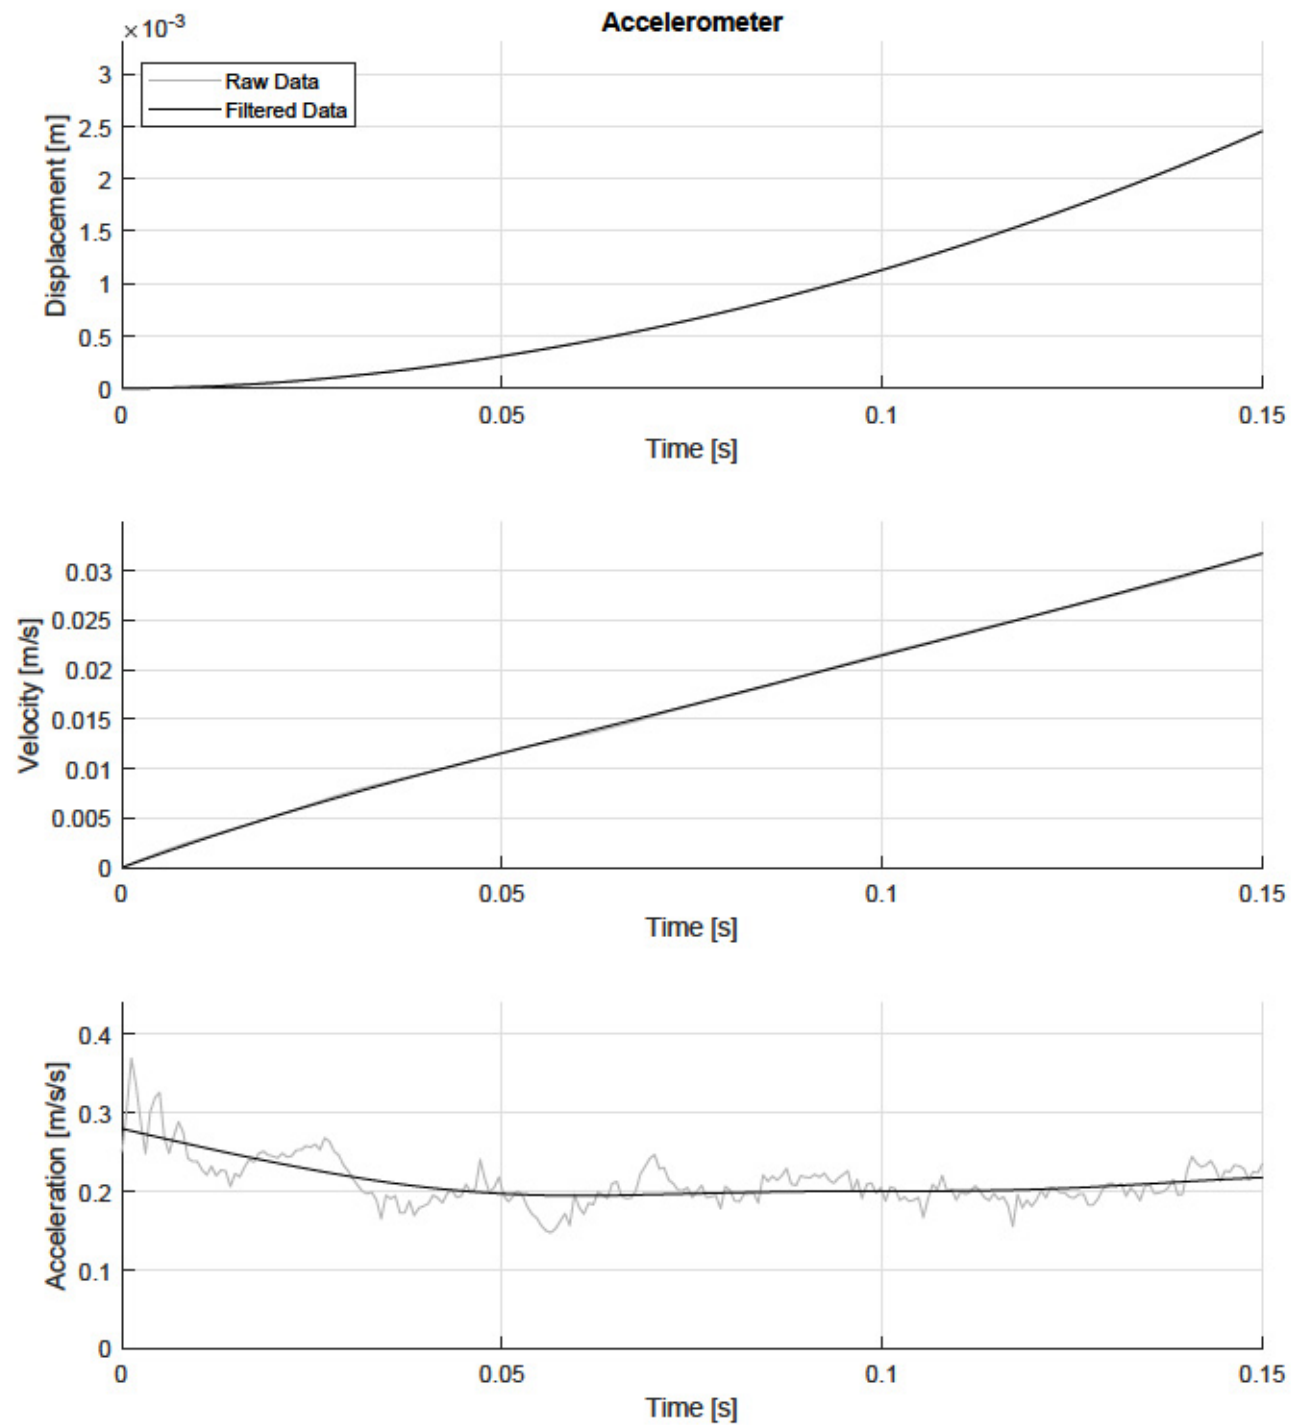 Accelerometer
×10-3
Raw Data
Filtered Data
3
2.5
2
1.5
1
0.5
0
Displacement [m]
0 0.05 0.1 0.15
Time [s]
0.03
0.025
0.02
0.015
0.01
0.005
0
Velocity [m/s]
0 0.05 0.1 0.15
Time [s]
0.4
0.3
0.2
0.1
0
Acceleration [m/s/s]
0 0.05 0.1 0.15
Time [s]